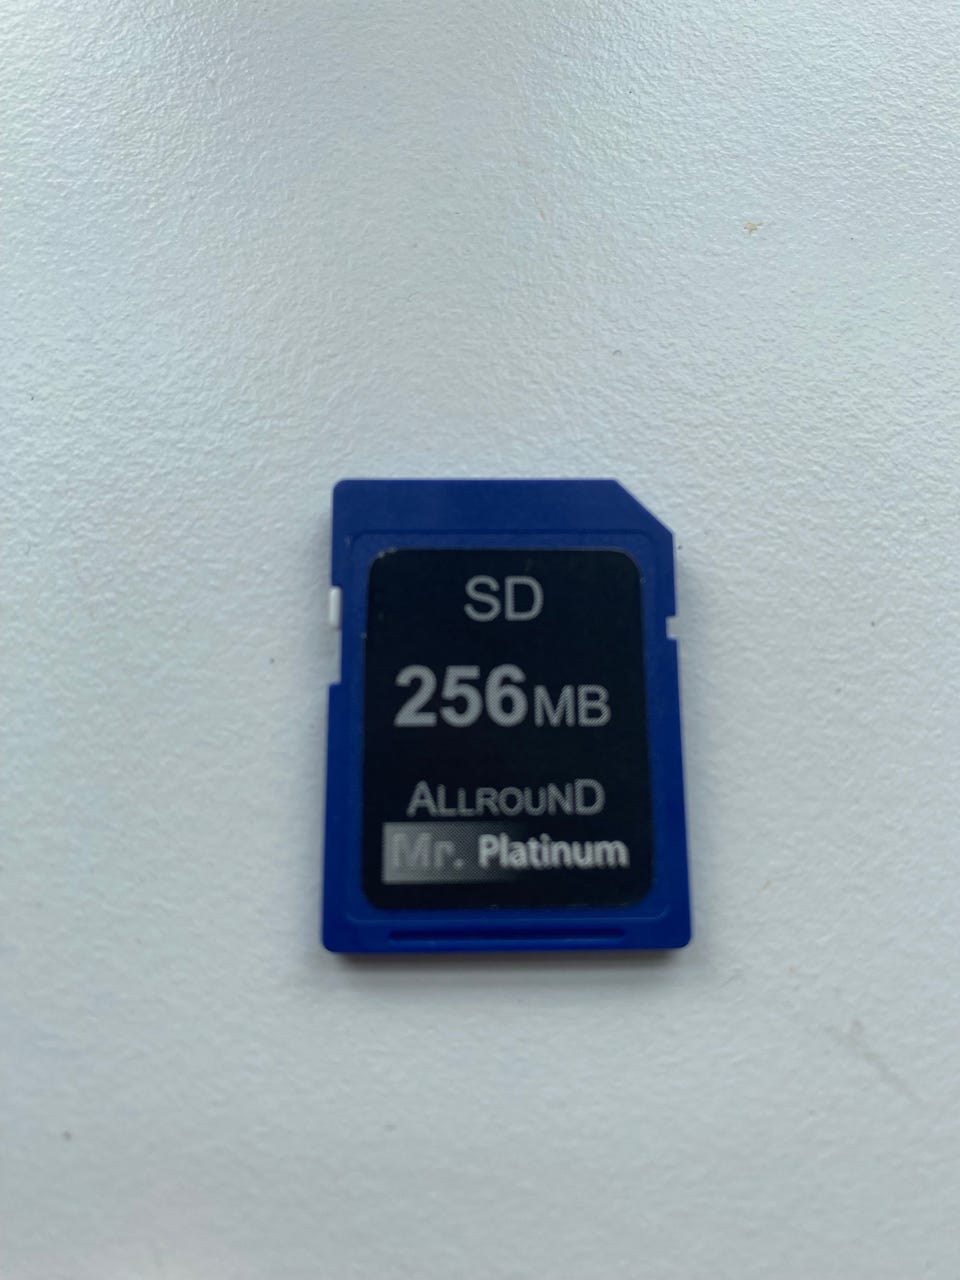 SD
256MB
ALLROUND
Mr. Platinum